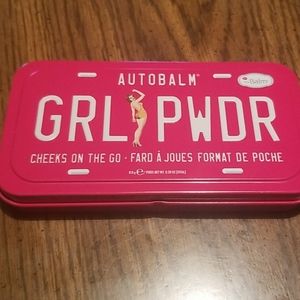 AUTOBALM®
theBalm
GRL PWDR
CHEEKS ON THE GO · FARD À JOUES FORMAT DE POCHE